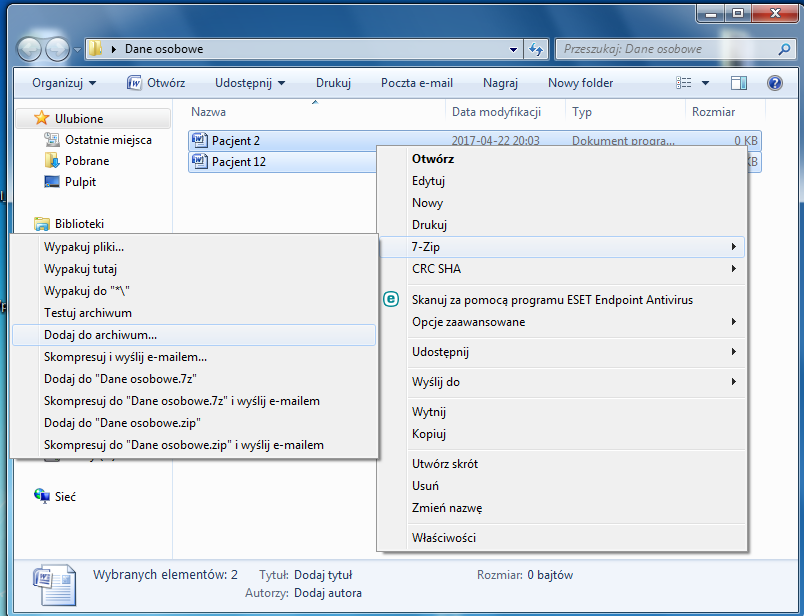 Dane osobowe
Przeszukaj: Dane osobowe
Organizuj Otwórz Udostępnij Drukuj Poczta e-mail Nagraj Nowy folder
Ulubione
Ostatnie miejsca
Pobrane
Pulpit
Biblioteki
Sieć
Nazwa Data modyfikacji Typ Rozmiar
Pacjent 2 2017-04-22 20:03 Dokument progra... 0 KB
Pacjent 12 KB
Otwórz
Edytuj
Nowy
Drukuj
7-Zip
CRC SHA
Skanuj za pomocą programu ESET Endpoint Antivirus
Opcje zaawansowane
Udostępnij
Wyślij do
Wytnij
Kopiuj
Utwórz skrót
Usuń
Zmień nazwę
Właściwości
Wypakuj pliki...
Wypakuj tutaj
Wypakuj do "*\"
Testuj archiwum
Dodaj do archiwum...
Skompresuj i wyślij e-mailem...
Dodaj do "Dane osobowe.7z"
Skompresuj do "Dane osobowe.7z" i wyślij e-mailem
Dodaj do "Dane osobowe.zip"
Skompresuj do "Dane osobowe.zip" i wyślij e-mailem
Wybranych elementów: 2 Tytuł: Dodaj tytuł Rozmiar: 0 bajtów
Autorzy: Dodaj autora